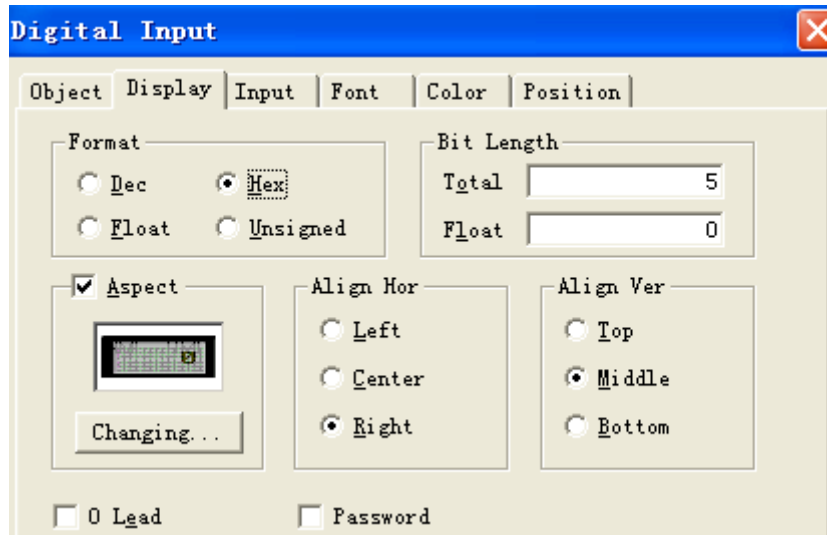 Digital Input
Object Display Input Font Color Position
Format
Dec Hex
Float Unsigned
Bit Length
Total 5
Float 0
Aspect
Changing...
Align Hor
Left
Center
Right
Align Ver
Top
Middle
Bottom
0 Lead
Password